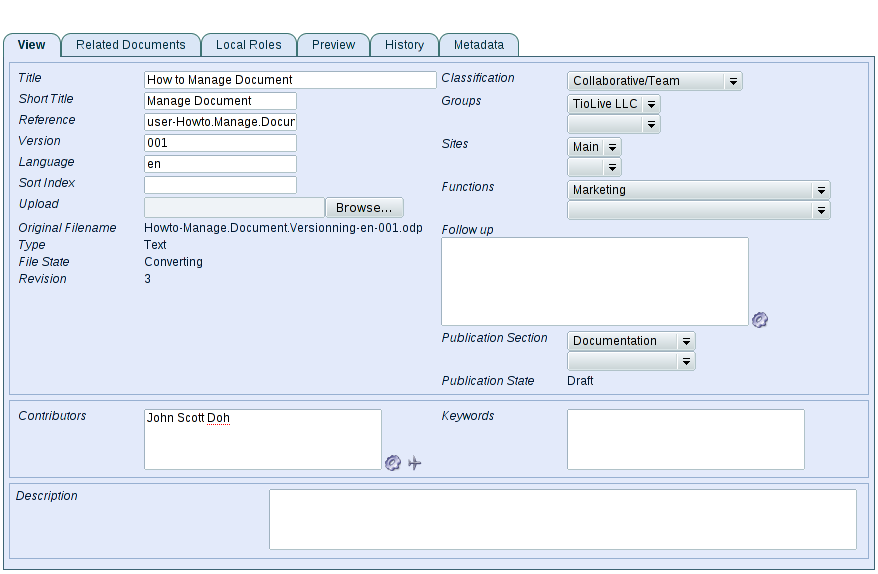 View Related Documents Local Roles Preview History Metadata
Title How to Manage Document
Short Title Manage Document
Reference user-Howto.Manage.Docur
Version 001
Language en
Sort Index
Upload Browse...
Original Filename Howto-Manage.Document.Versionning-en-001.odp
Type Text
File State Converting
Revision 3
Classification Collaborative/Team
Groups TioLive LLC
Sites Main
Functions Marketing
Follow up
Publication Section Documentation
Publication State Draft
Contributors John Scott Doh
Keywords
Description